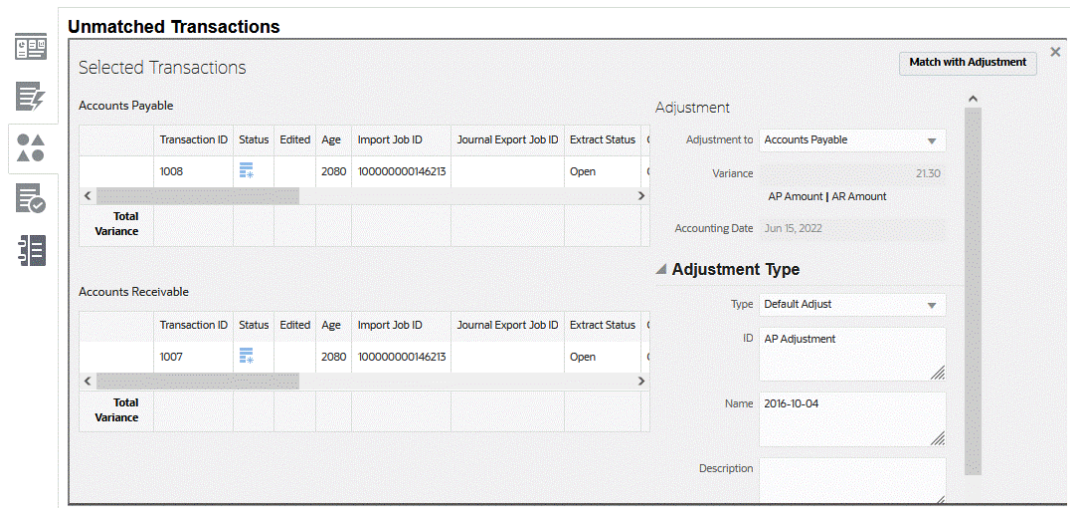 Unmatched Transactions
Selected Transactions
Match with Adjustment
Accounts Payable
Transaction ID Status Edited Age Import Job ID Journal Export Job ID Extract Status
1008 2080 100000000146213 Open
Total
Variance
Accounts Receivable
Transaction ID Status Edited Age Import Job ID Journal Export Job ID Extract Status
1007 2080 100000000146213 Open
Total
Variance
Adjustment
Adjustment to Accounts Payable
Variance 21.30
AP Amount | AR Amount
Accounting Date Jun 15, 2022
Adjustment Type
Type Default Adjust
ID AP Adjustment
Name 2016-10-04
Description